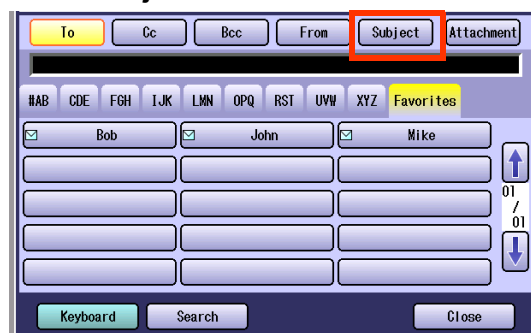 To Cc Bcc From Subject Attachment
#AB CDE FGH IJK LMN OPQ RST UVW XYZ Favorites
Bob John Mike
01
/
01
Keyboard Search Close